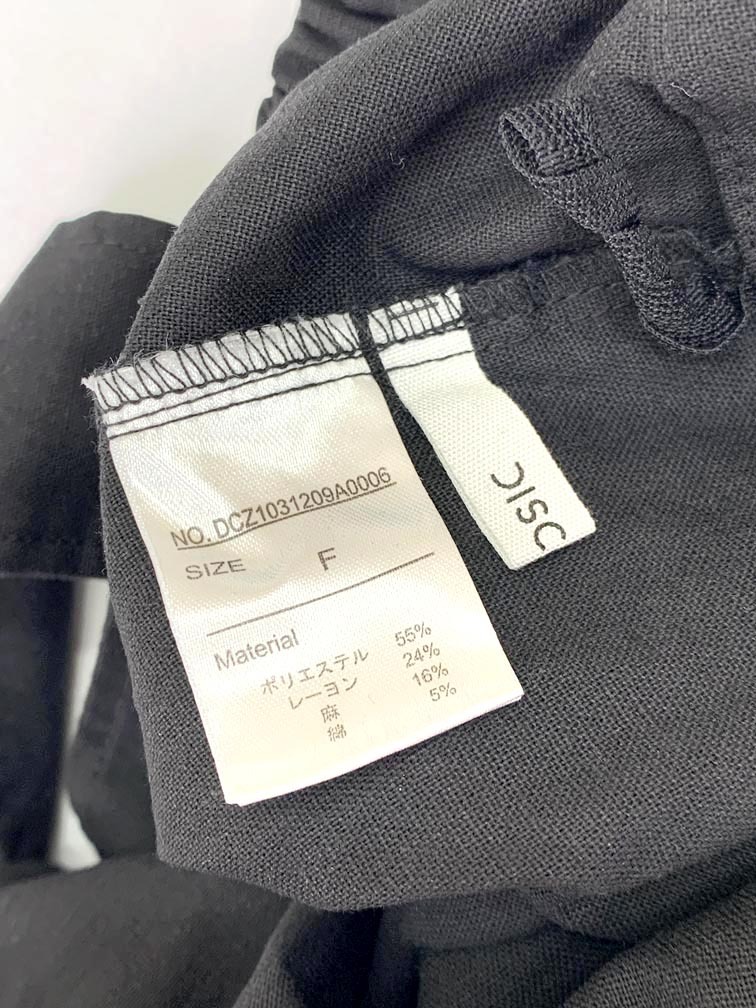 NO. DCZ1031209A0006
SIZE F
Material
ポリエステル 55%
レーヨン 24%
麻 16%
綿 5%